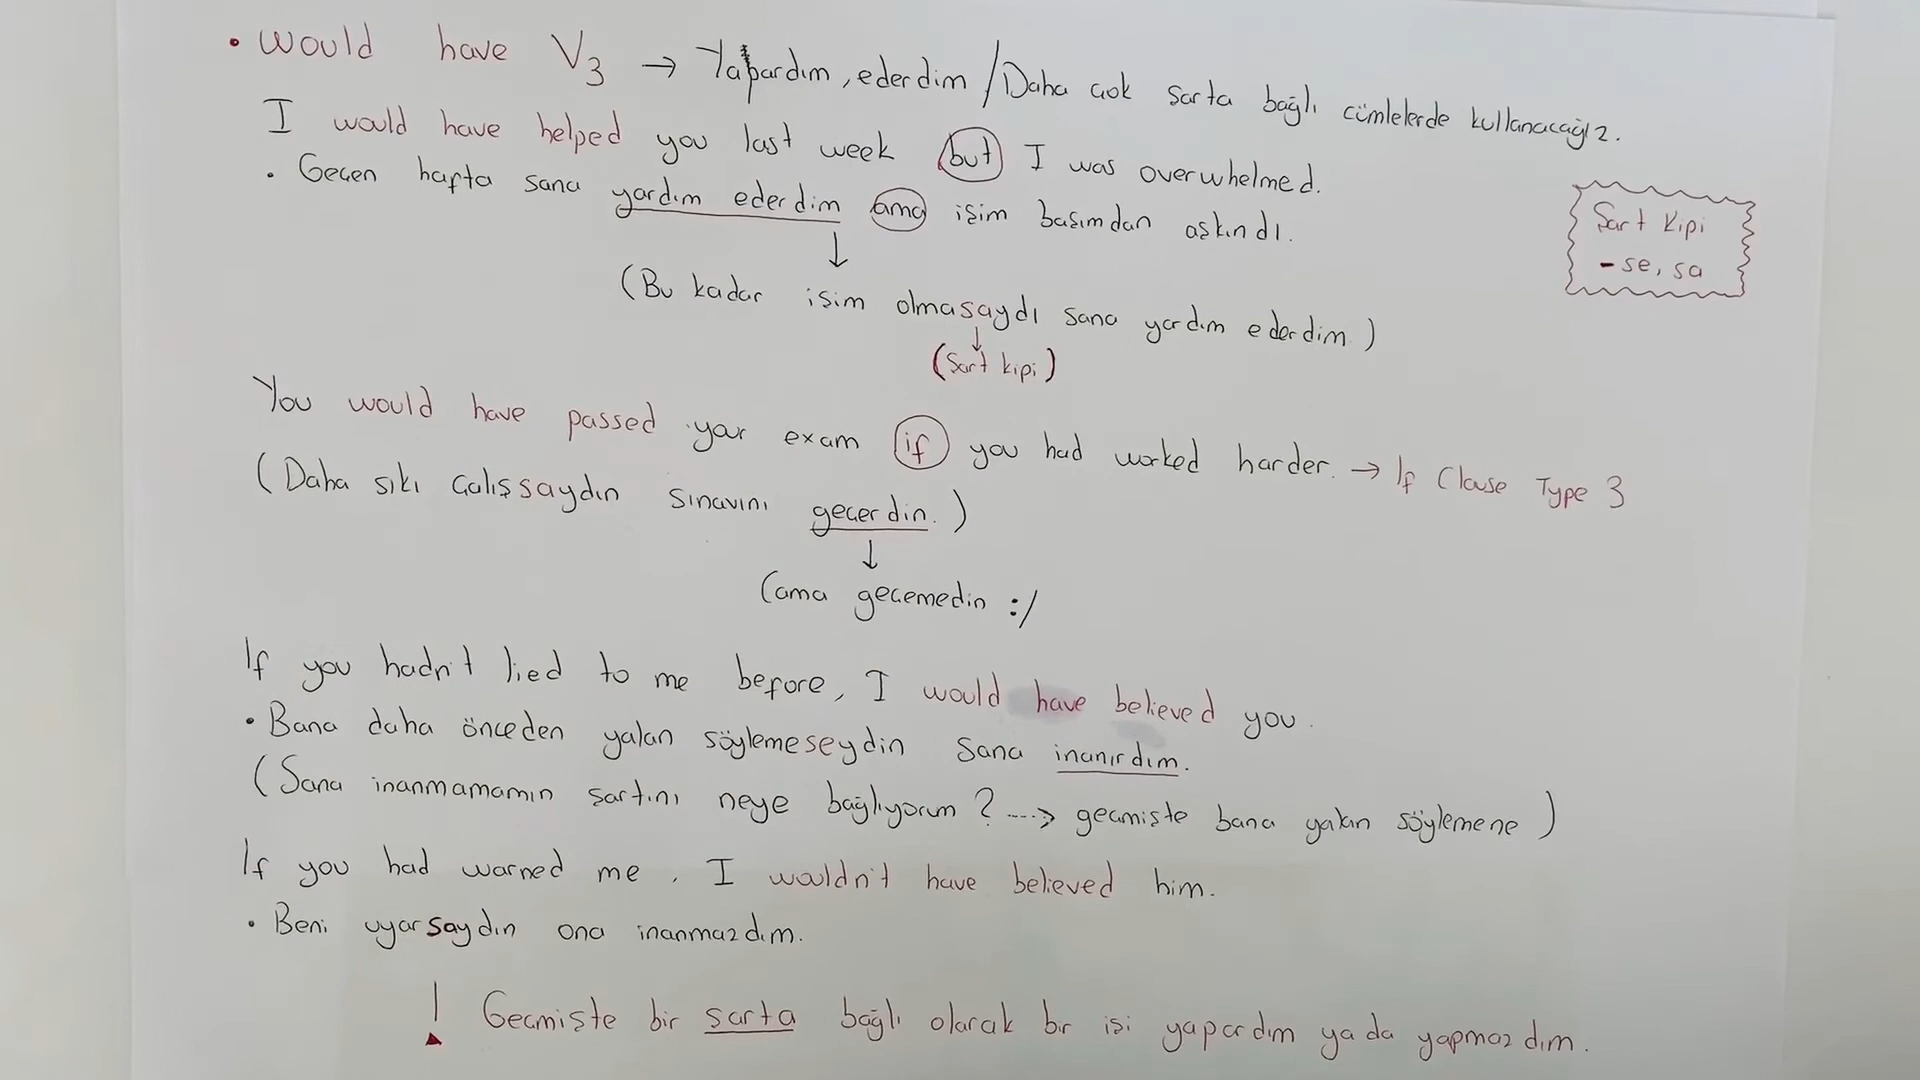 • would have V3 → Yapardım, ederdim / Daha çok şarta bağlı cümlelerde kullanacağız.
I would have helped you last week but I was overwhelmed.
• Geçen hafta sana yardım ederdim ama işim başımdan aşkındı.
↓
(Bu kadar işim olmasaydı sana yardım ederdim)
↓
(Şart kipi)
Şart Kipi
- se, sa
You would have passed your exam if you had worked harder. → If Clause Type 3
(Daha sıkı çalışsaydın sınavını geçerdin.)
↓
(ama geçemedin :/
If you hadn't lied to me before, I would have believed you.
• Bana daha önceden yalan söylemeseydin sana inanırdım.
(Sana inanmamamın şartını neye bağlıyorum? ....> geçmişte bana yalan söylemene)
If you had warned me, I wouldn't have believed him.
• Beni uyarsaydın ona inanmazdım.
! Geçmişte bir şarta bağlı olarak bir işi yapardım ya da yapmazdım.